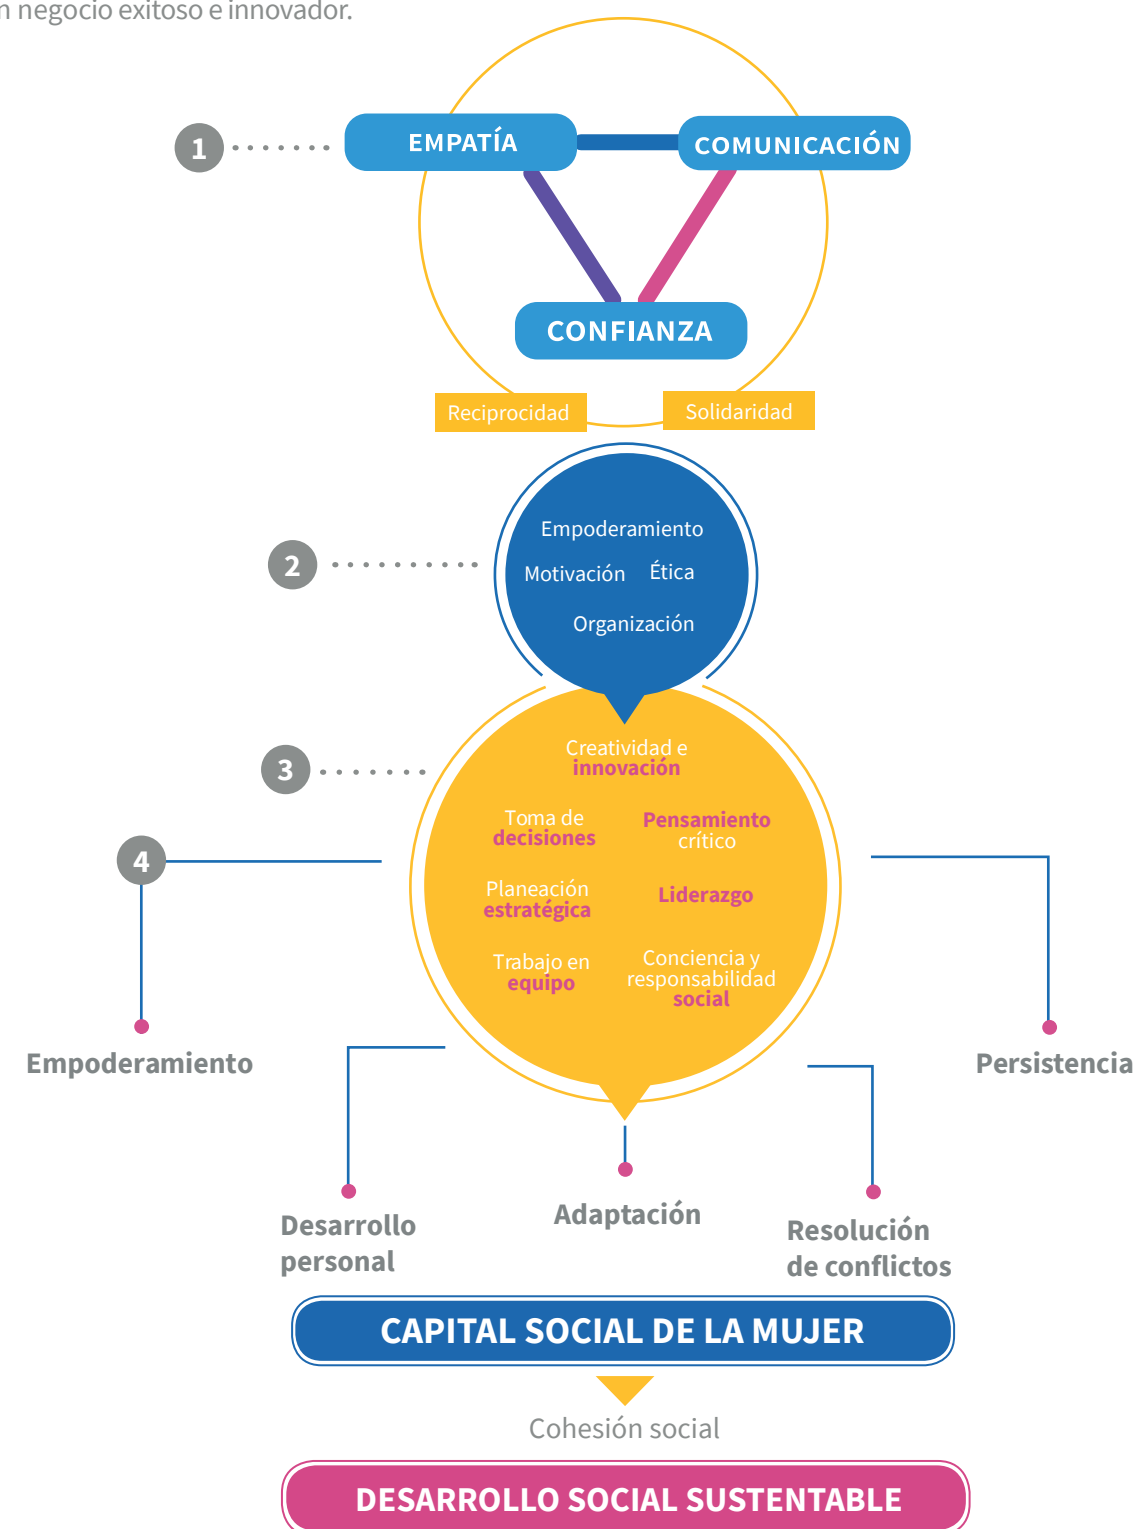 n negocio exitoso e innovador.
1
EMPATÍA
COMUNICACIÓN
CONFIANZA
Reciprocidad
Solidaridad
2
Empoderamiento
Motivación
Ética
Organización
3
Creatividad e
innovación
Toma de
decisiones
Pensamiento
crítico
4
Planeación
estratégica
Liderazgo
Trabajo en
equipo
Conciencia y
responsabilidad
social
Empoderamiento
Persistencia
Desarrollo
personal
Adaptación
Resolución
de conflictos
CAPITAL SOCIAL DE LA MUJER
Cohesión social
DESARROLLO SOCIAL SUSTENTABLE